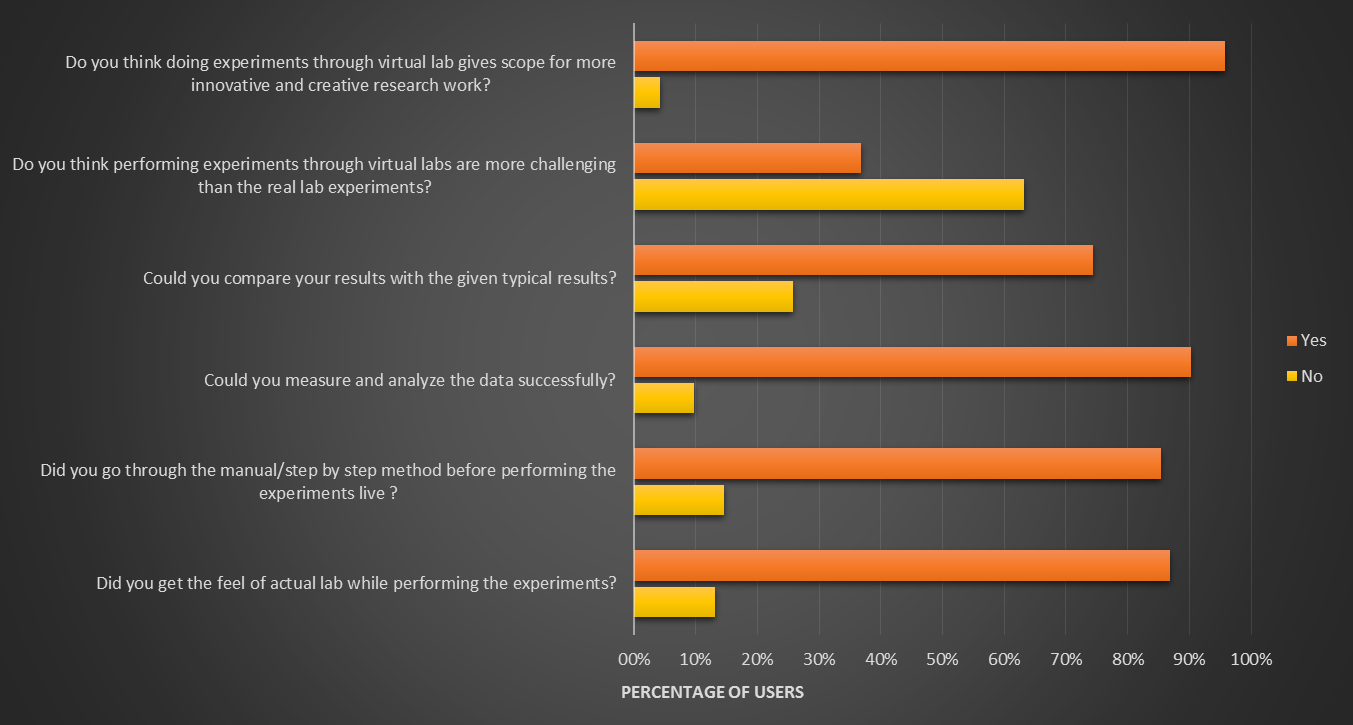 Do you think doing experiments through virtual lab gives scope for more
innovative and creative research work?
Do you think performing experiments through virtual labs are more challenging
than the real lab experiments?
Could you compare your results with the given typical results?
Could you measure and analyze the data successfully?
Did you go through the manual/step by step method before performing the
experiments live ?
Did you get the feel of actual lab while performing the experiments?
Yes
No
00% 10% 20% 30% 40% 50% 60% 70% 80% 90% 100%
PERCENTAGE OF USERS